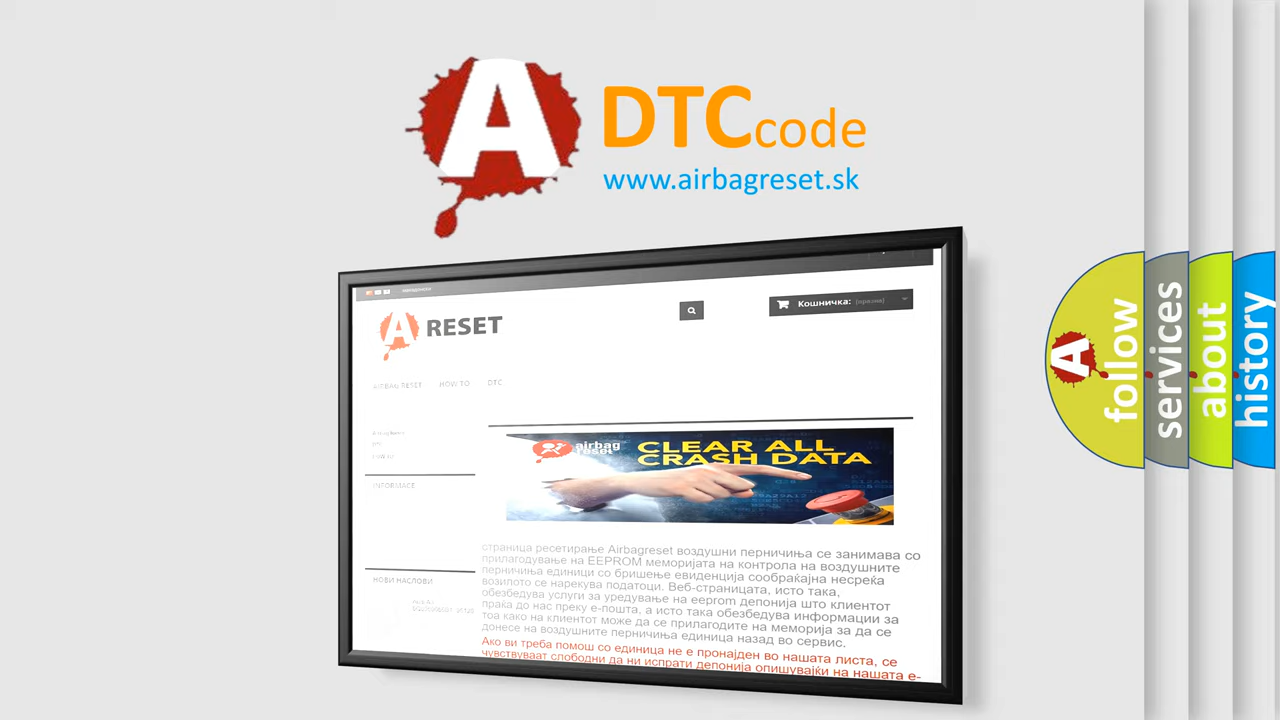 A
DTC code
www.airbagreset.sk
A RESET
Кошничка: (празни)
AIRBAG RESET HOW TO DTC
INFORMACE
НОВИ НАСЛОВИ
airbag
reset
CLEAR ALL
CRASH DATA
страница ресетирање Airbagreset воздушни перничиња се занимава со
прилагодување на EEPROM меморијата на контрола на воздушните
перничиња единици со бришење евиденција сообраќајна несреќа
возилото се нарекува податоци. Веб-страницата, исто така,
обезбедува услуги за уредување на eeprom депонија што клиентот
праќа до нас преку е-пошта, а исто така обезбедува информации за
тоа како на клиентот може да се прилагодите на меморија за да се
донесе на воздушните перничиња единица назад во сервис.
Ако ви треба помош со единица не е пронајден во нашата листа, се
чувствуваат слободни да ни испрати депонија опишувајќи на нашата е-
A
follow
services
about
history